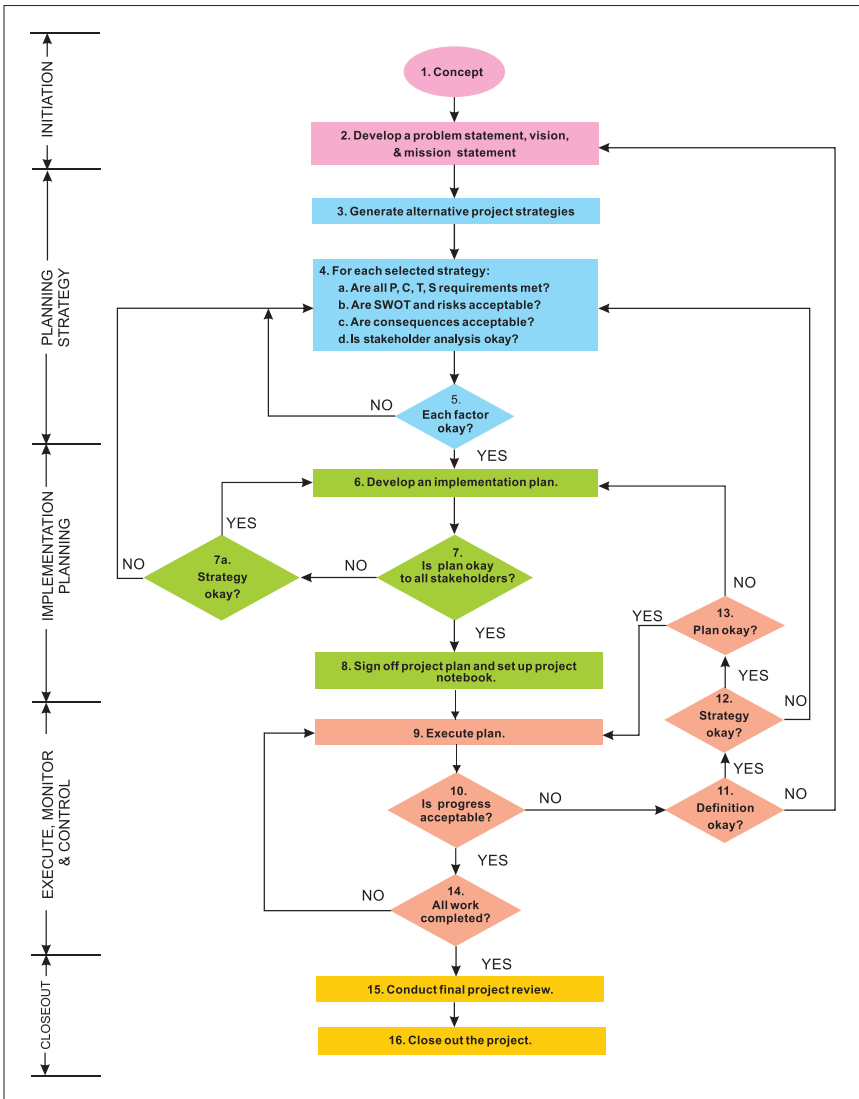 INITIATION
1. Concept
2. Develop a problem statement, vision,
& mission statement
PLANNING
STRATEGY
3. Generate alternative project strategies
4. For each selected strategy:
a. Are all P, C, T, S requirements met?
b. Are SWOT and risks acceptable?
c. Are consequences acceptable?
d. Is stakeholder analysis okay?
NO
5.
Each factor
okay?
YES
IMPLEMENTATION
PLANNING
6. Develop an implementation plan.
YES
NO
7a.
Strategy
okay?
NO
7.
Is plan okay
to all stakeholders?
YES
NO
13.
Plan okay?
YES
8. Sign off project plan and set up project
notebook.
YES
12.
Strategy
okay?
NO
EXECUTE, MONITOR
& CONTROL
9. Execute plan.
YES
10.
Is progress
acceptable?
NO
11.
Definition
okay?
NO
YES
NO
14.
All work
completed?
YES
CLOSEOUT
15. Conduct final project review.
16. Close out the project.